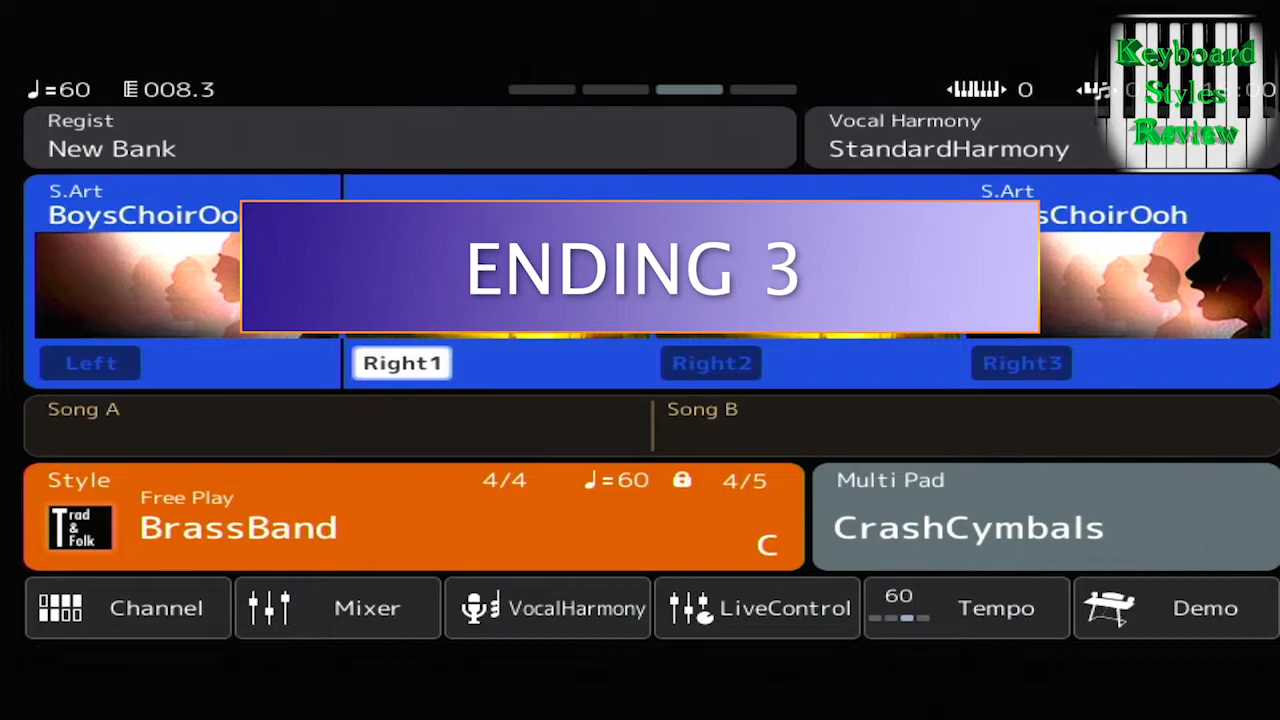 ♩=60
008.3
0
Keyboard
Styles
Review
Regist
New Bank
Vocal Harmony
StandardHarmony
S.Art
BoysChoirOo
S.Art
sChoirOoh
ENDING 3
Left
Right1
Right2
Right3
Song A
Song B
Style
4/4
♩=60
4/5
Trad
&
Folk
Free Play
BrassBand
C
Multi Pad
CrashCymbals
Channel
Mixer
VocalHarmony
LiveControl
60
Tempo
Demo